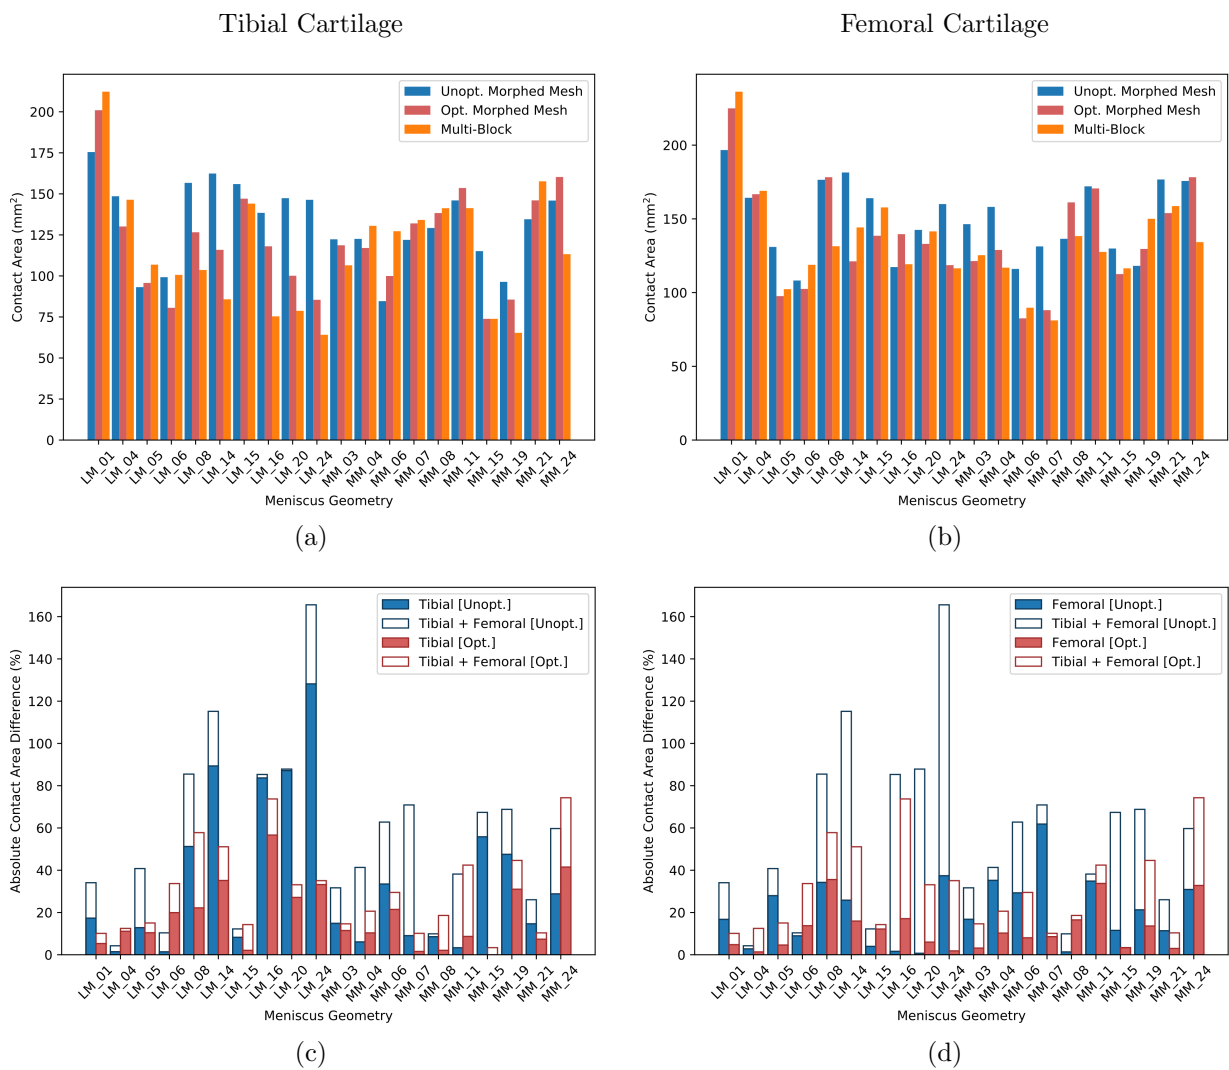 Tibial Cartilage
Femoral Cartilage
Contact Area (mm²)
200
175
150
125
100
75
50
25
0
Unopt. Morphed Mesh
Opt. Morphed Mesh
Multi-Block
LM_01 LM_04 LM_05 LM_06 LM_08 LM_14 LM_15 LM_16 LM_20 LM_24 MM_03 MM_04 MM_06 MM_07 MM_08 MM_11 MM_15 MM_19 MM_21 MM_24
Meniscus Geometry
(a)
Contact Area (mm²)
200
150
100
50
0
Unopt. Morphed Mesh
Opt. Morphed Mesh
Multi-Block
LM_01 LM_04 LM_05 LM_06 LM_08 LM_14 LM_15 LM_16 LM_20 LM_24 MM_03 MM_04 MM_06 MM_07 MM_08 MM_11 MM_15 MM_19 MM_21 MM_24
Meniscus Geometry
(b)
Absolute Contact Area Difference (%)
160
140
120
100
80
60
40
20
0
Tibial [Unopt.]
Tibial + Femoral [Unopt.]
Tibial [Opt.]
Tibial + Femoral [Opt.]
LM_01 LM_04 LM_05 LM_06 LM_08 LM_14 LM_15 LM_16 LM_20 LM_24 MM_03 MM_04 MM_06 MM_07 MM_08 MM_11 MM_15 MM_19 MM_21 MM_24
Meniscus Geometry
(c)
Absolute Contact Area Difference (%)
160
140
120
100
80
60
40
20
0
Femoral [Unopt.]
Tibial + Femoral [Unopt.]
Femoral [Opt.]
Tibial + Femoral [Opt.]
LM_01 LM_04 LM_05 LM_06 LM_08 LM_14 LM_15 LM_16 LM_20 LM_24 MM_03 MM_04 MM_06 MM_07 MM_08 MM_11 MM_15 MM_19 MM_21 MM_24
Meniscus Geometry
(d)